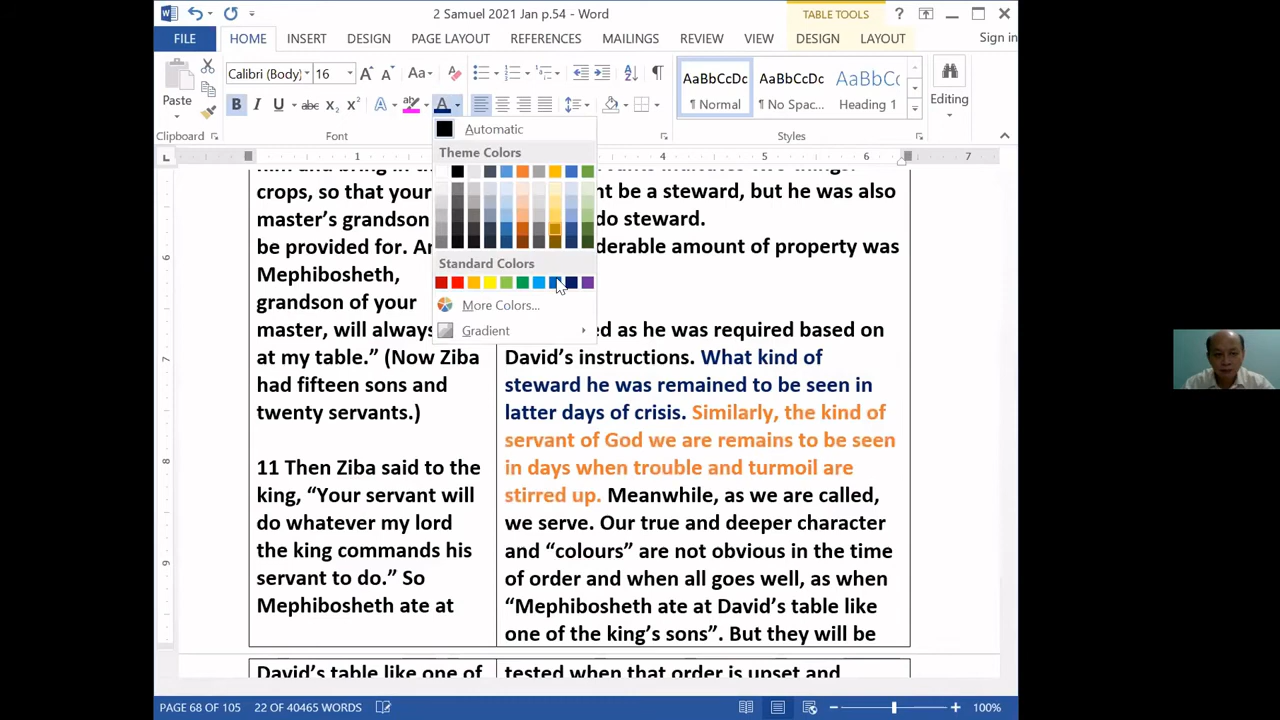 2 Samuel 2021 Jan p.54 - Word
TABLE TOOLS
FILE HOME INSERT DESIGN PAGE LAYOUT REFERENCES MAILINGS REVIEW VIEW DESIGN LAYOUT Sign in
Calibri (Body) 16
Paste
Clipboard
Font
AaBbCcDc AaBbCcDc AaBbCc
¶ Normal ¶ No Spac... Heading 1
Styles
Editing
Automatic
Theme Colors
Standard Colors
More Colors...
Gradient
1 4 5 6 7
crops, so that your
master’s grandson
be provided for.
Mephibosheth,
grandson of your
master, will always
at my table.” (Now Ziba
had fifteen sons and
twenty servants.)
11 Then Ziba said to the
king, “Your servant will
do whatever my lord
the king commands his
servant to do.” So
Mephibosheth ate at
David’s table like one of
be a steward, but he was also
do steward.
amount of property was
as he was required based on
David’s instructions. What kind of
steward he was remained to be seen in
latter days of crisis. Similarly, the kind of
servant of God we are remains to be seen
in days when trouble and turmoil are
stirred up. Meanwhile, as we are called,
we serve. Our true and deeper character
and “colours” are not obvious in the time
of order and when all goes well, as when
“Mephibosheth ate at David’s table like
one of the king’s sons”. But they will be
tested when that order is upset and
6
7
8
9
PAGE 68 OF 105 22 OF 40465 WORDS 100%